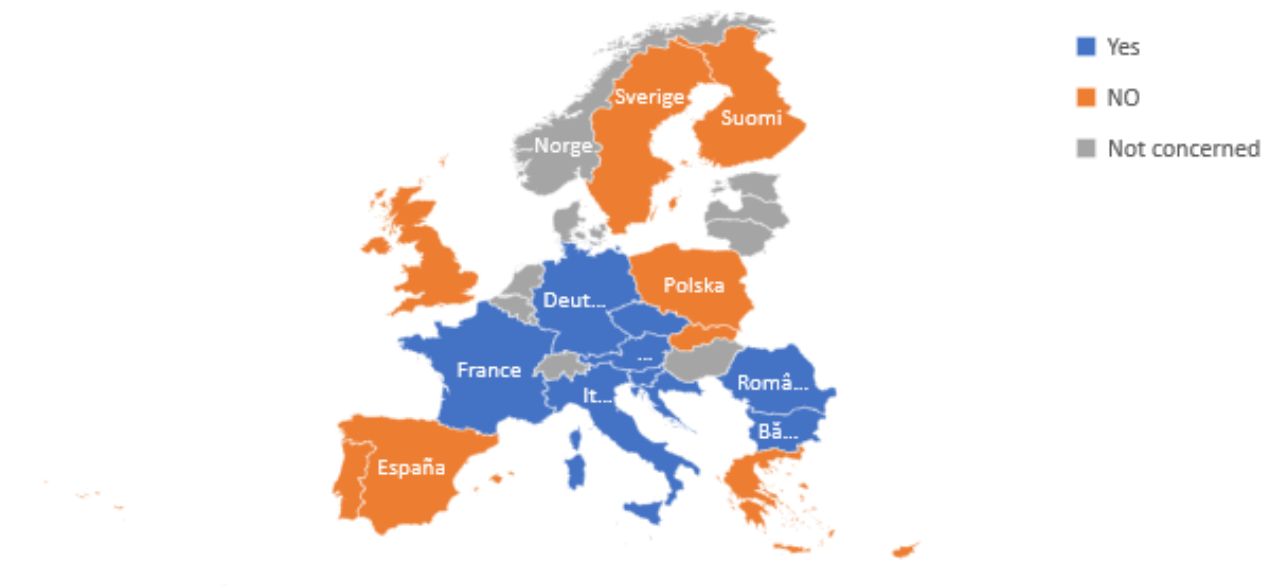 Yes
NO
Not concerned
Sverige
Suomi
Norge
Polska
Deut...
...
France
Româ...
It...
Bă...
España